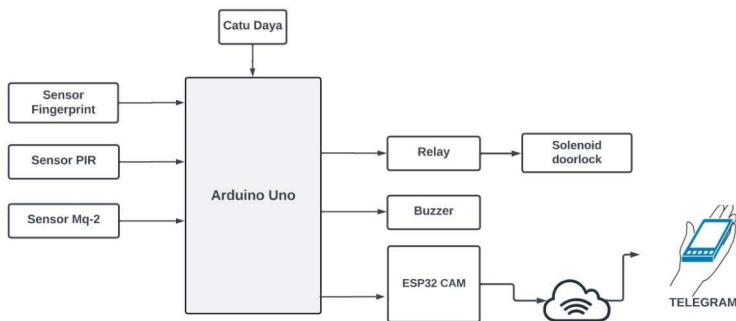 Catu Daya
Sensor
Fingerprint
Sensor PIR
Sensor Mq-2
Arduino Uno
Relay
Solenoid
doorlock
Buzzer
ESP32 CAM
TELEGRAM